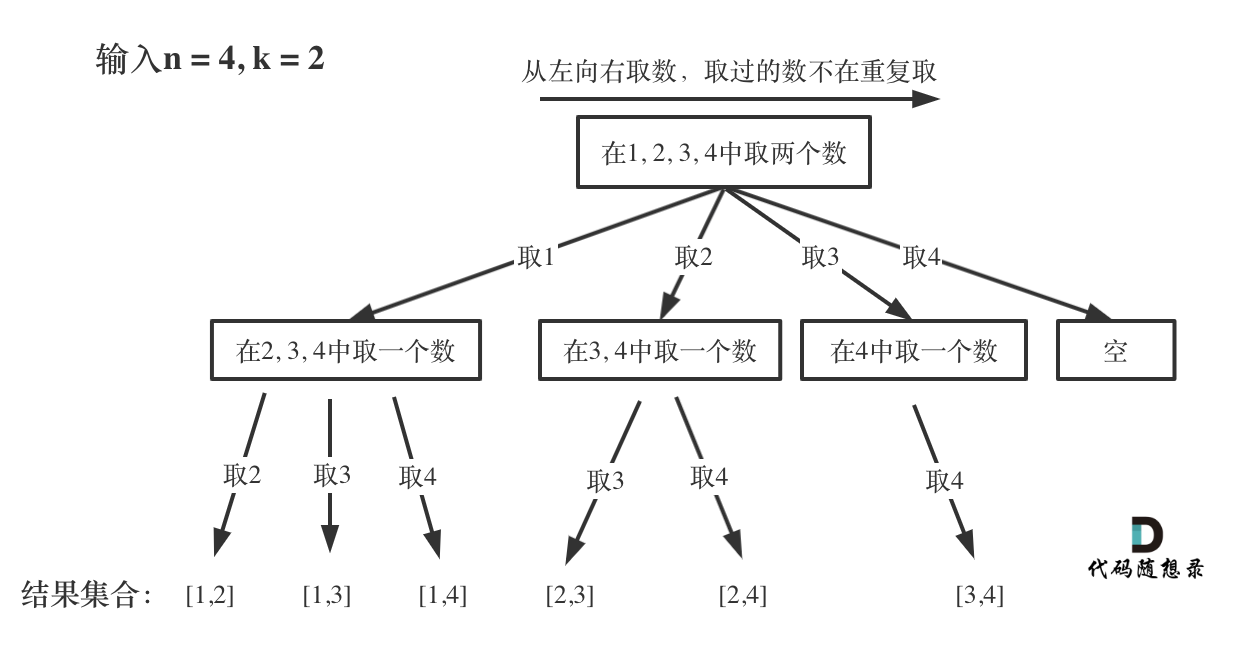 输入n = 4, k = 2
从左向右取数，取过的数不在重复取
在1, 2, 3, 4中取两个数
取1
取2
取3
取4
在2, 3, 4中取一个数
在3, 4中取一个数
在4中取一个数
空
取2
取3
取4
取3
取4
取4
结果集合：
[1,2]
[1,3]
[1,4]
[2,3]
[2,4]
[3,4]
代码随想录